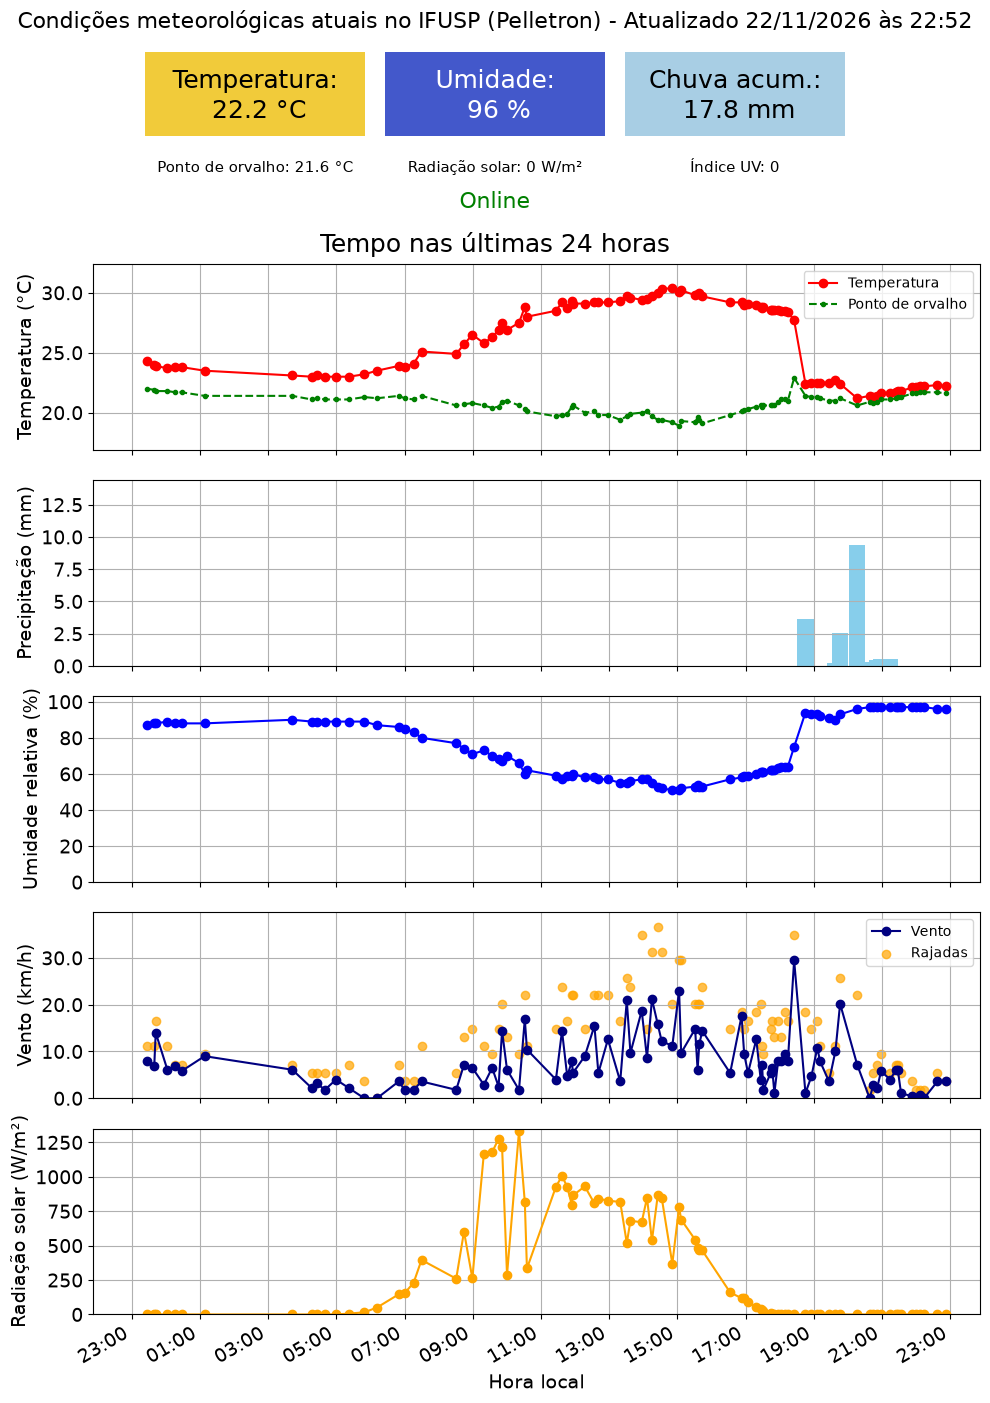 Condições meteorológicas atuais no IFUSP (Pelletron) - Atualizado 22/11/2026 às 22:52
Temperatura:
22.2 °C
Umidade:
96 %
Chuva acum.:
17.8 mm
Ponto de orvalho: 21.6 °C
Radiação solar: 0 W/m²
Índice UV: 0
Online
Tempo nas últimas 24 horas
Temperatura (°C)
30.0
25.0
20.0
Temperatura
Ponto de orvalho
Precipitação (mm)
12.5
10.0
7.5
5.0
2.5
0.0
Umidade relativa (%)
100
80
60
40
20
0
Vento (km/h)
30.0
20.0
10.0
0.0
Vento
Rajadas
Radiação solar (W/m²)
1250
1000
750
500
250
0
23:00 01:00 03:00 05:00 07:00 09:00 11:00 13:00 15:00 17:00 19:00 21:00 23:00
Hora local